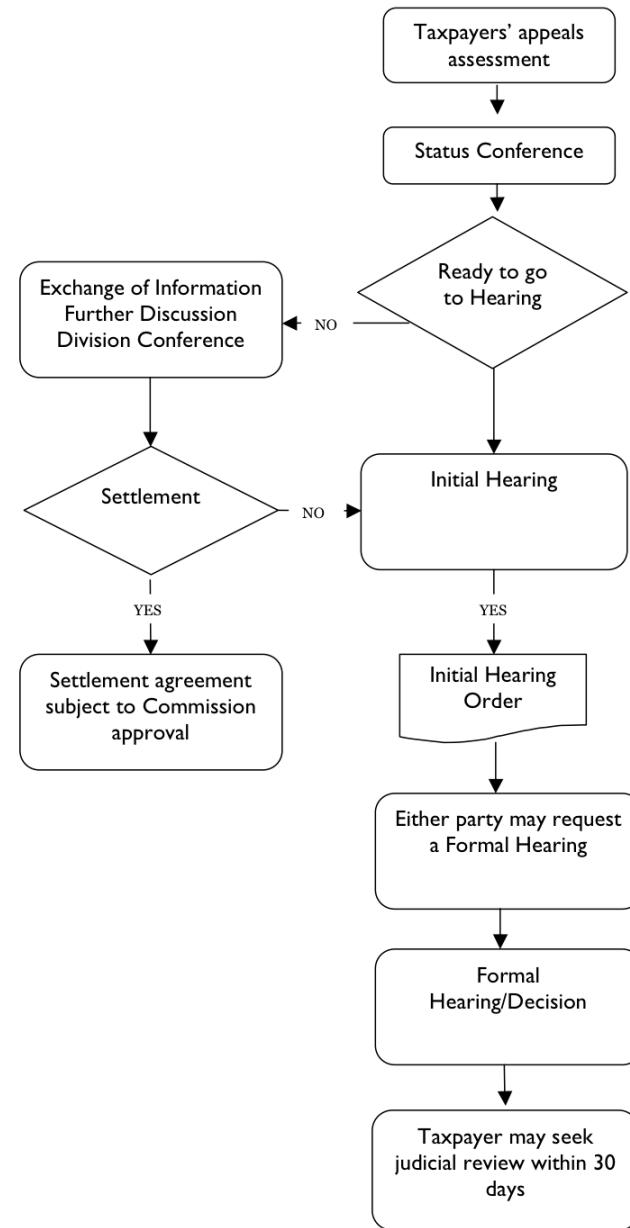 Taxpayers’ appeals
assessment
Status Conference
Ready to go
to Hearing
NO
Exchange of Information
Further Discussion
Division Conference
Settlement
NO
Initial Hearing
YES
YES
Settlement agreement
subject to Commission
approval
Initial Hearing
Order
Either party may request
a Formal Hearing
Formal
Hearing/Decision
Taxpayer may seek
judicial review within 30
days